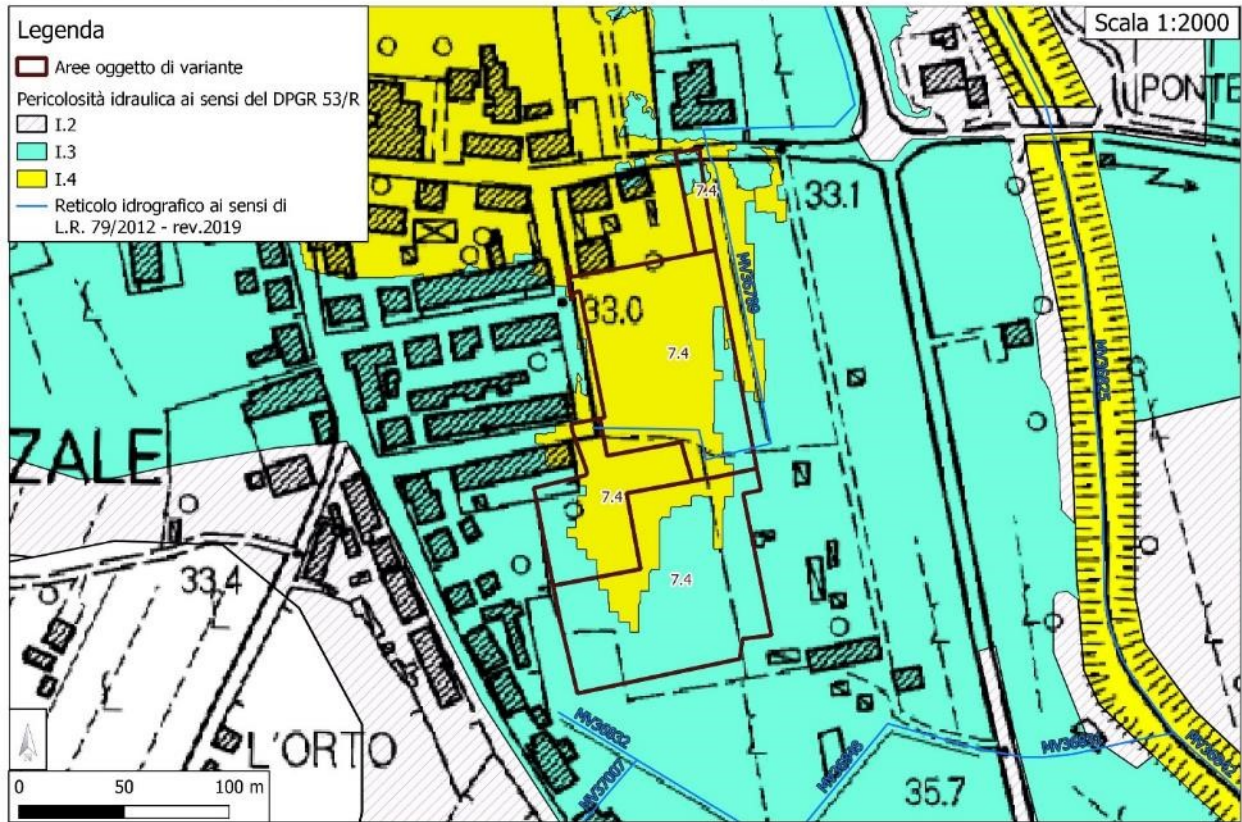 Legenda
Aree oggetto di variante
Pericolosità idraulica ai sensi del DPGR 53/R
I.2
I.3
I.4
Reticolo idrografico ai sensi di
L.R. 79/2012 - rev.2019
Scala 1:2000
PONTE
7.4
33.1
33.0
7.4
ZALE
7.4
33.4
7.4
L'ORTO
MV36832
MV37007
35.7
0 50 100 m